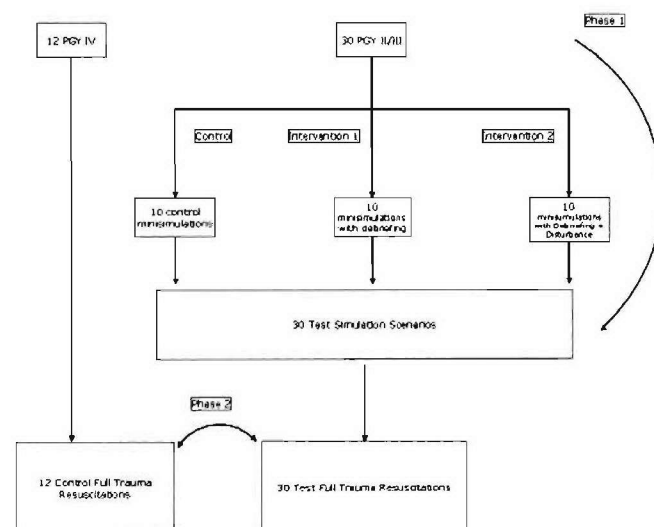 Phase 1
12 PGY IV
30 PGY II/III
Control
Intervention 1
Intervention 2
10 control
minisimulations
10
minisimulations
with debriefing
10
minisimulations
with Debriefing +
Disturbance
30 Test Simulation Scenarios
Phase 2
12 Control Full Trauma
Resuscitations
30 Test Full Trauma Resuscitations